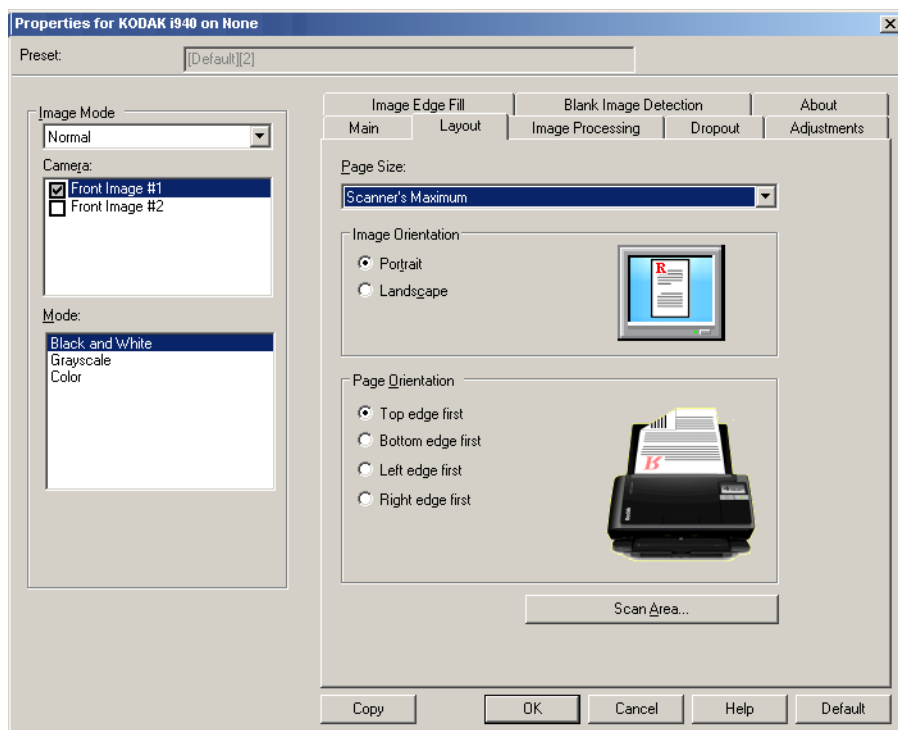 Properties for KODAK i940 on None
Preset:
[Default][2]
Image Mode
Normal
Camera:
Front Image #1
Front Image #2
Mode:
Black and White
Grayscale
Color
Image Edge Fill
Blank Image Detection
About
Main
Layout
Image Processing
Dropout
Adjustments
Page Size:
Scanner's Maximum
Image Orientation
Portrait
Landscape
R
Page Orientation
Top edge first
Bottom edge first
Left edge first
Right edge first
R
Kodak
Scan Area...
Copy
OK
Cancel
Help
Default